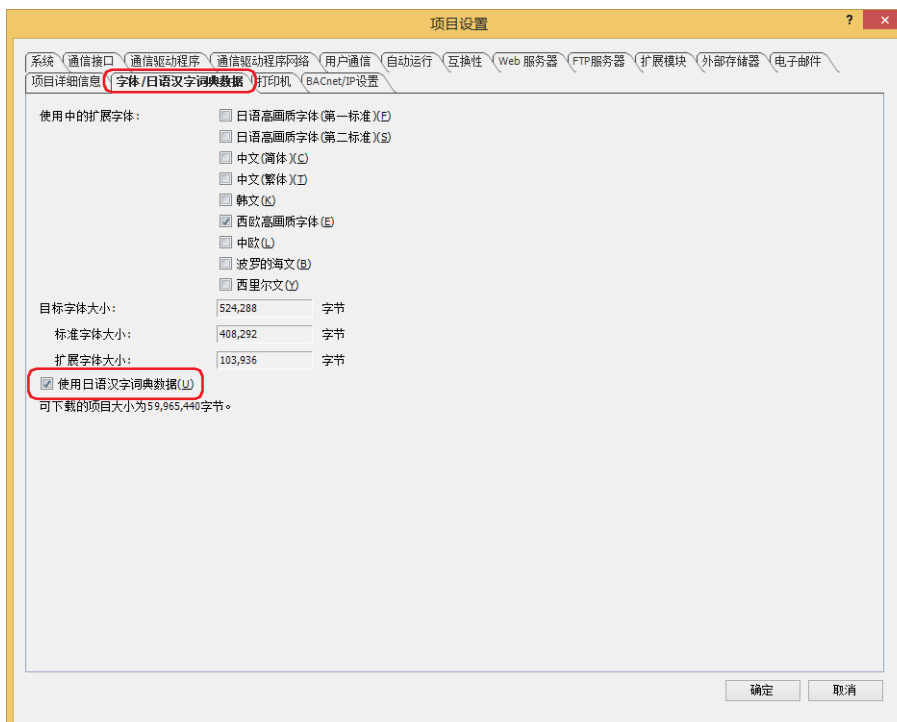 项目设置
?
×
系统 通信接口 通信驱动程序 通信驱动程序网络 用户通信 自动运行 互换性 Web 服务器 FTP服务器 扩展模块 外部存储器 电子邮件
项目详细信息 字体/日语汉字词典数据 打印机 BACnet/IP设置
使用中的扩展字体: 日语高画质字体(第一标准)(F)
日语高画质字体(第二标准)(S)
中文(简体)(C)
中文(繁体)(T)
韩文(K)
西欧高画质字体(E)
中欧(L)
波罗的海文(B)
西里尔文(Y)
目标字体大小: 524,288 字节
标准字体大小: 408,292 字节
扩展字体大小: 103,936 字节
使用日语汉字词典数据(U)
可下载的项目大小为59,965,440字节。
确定 取消